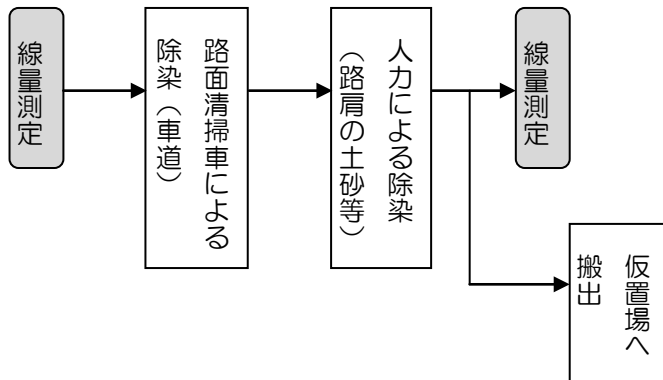 線量測定
路面清掃車による
除染（車道）
人力による除染
（路肩の土砂等）
線量測定
仮置場へ
搬出